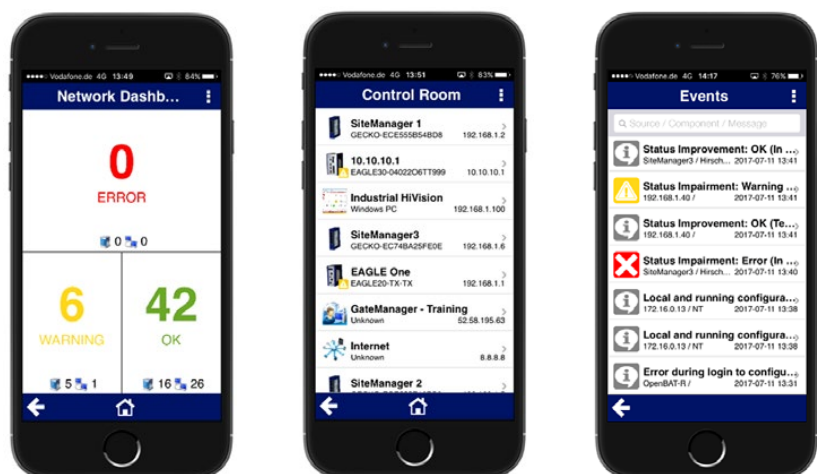 Vodafone.de 4G 13:49 84%
Network Dashb...
0
ERROR
0 0
6
WARNING
5 1
42
OK
16 26
Vodafone.de 4G 13:51 83%
Control Room
SiteManager 1
GECKO-ECE555B54BD8 192.168.1.2
10.10.10.1
EAGLE30-04022O6TT999 10.10.10.1
Industrial HiVision
Windows PC 192.168.1.100
SiteManager3
GECKO-EC74BA25FE0E 192.168.1.6
EAGLE One
EAGLE20-TX-TX 192.168.1.1
GateManager - Training
Unknown 52.58.195.63
Internet
Unknown 8.8.8.8
SiteManager 2
Vodafone.de 4G 14:17 76%
Events
Source / Component / Message
Status Improvement: OK (In ...
SiteManager3 / Hirsch... 2017-07-11 13:41
Status Impairment: Warning ...
192.168.1.40 / 2017-07-11 13:41
Status Improvement: OK (Te...
192.168.1.40 / 2017-07-11 13:41
Status Impairment: Error (In ...
SiteManager3 / Hirsch... 2017-07-11 13:40
Local and running configura...
172.16.0.13 / NT 2017-07-11 13:38
Local and running configura...
172.16.0.13 / NT 2017-07-11 13:38
Error during login to configu...
OpenBAT-R / 2017-07-11 13:31